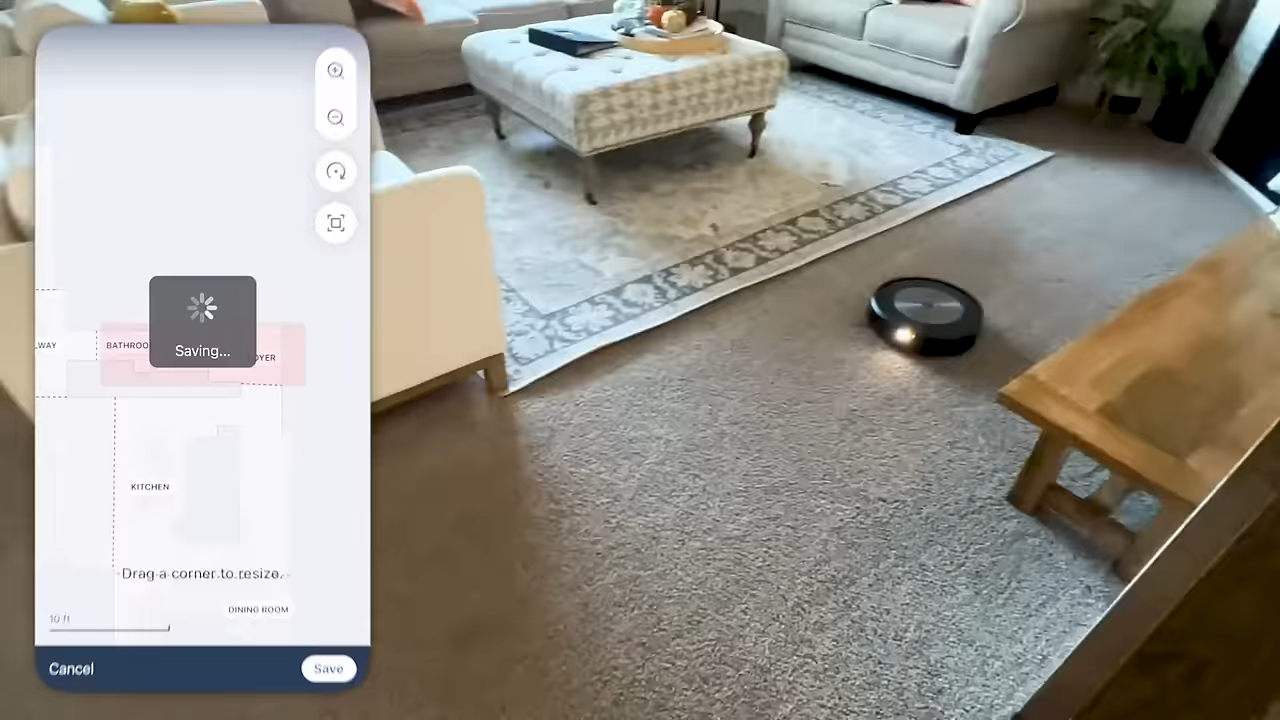 Saving...
LWAY
BATHROO
OYER
KITCHEN
Drag a corner to resize.
DINING ROOM
10 ft
Cancel
Save